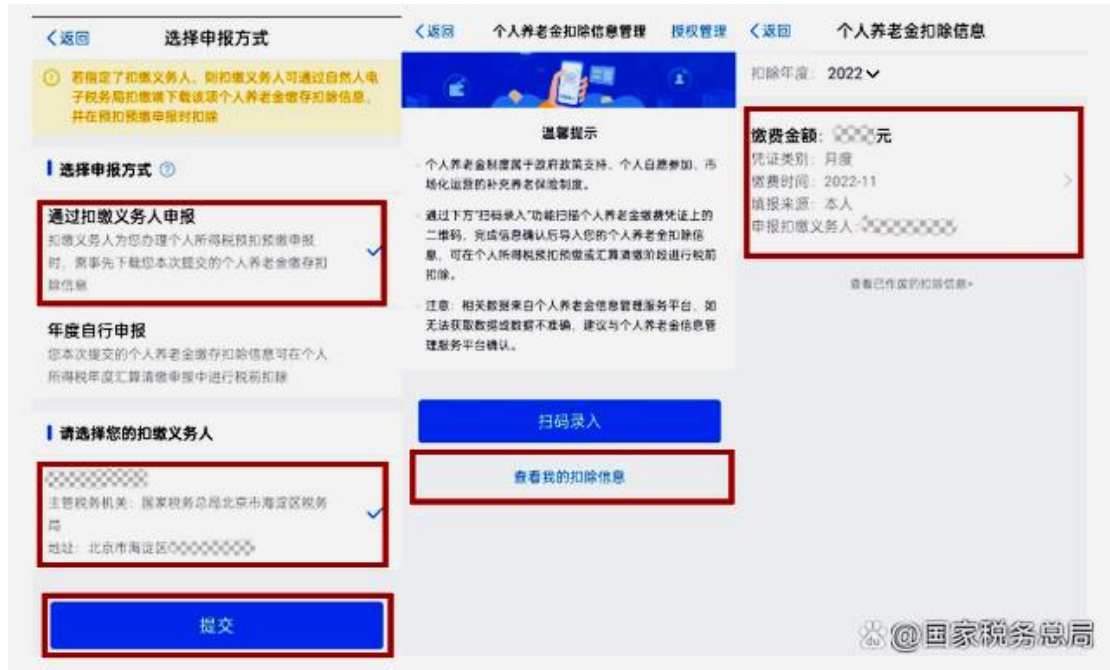 返回
选择申报方式
若指定了扣缴义务人，则扣缴义务人可通过自然人电
子税务局扣缴端下载该项个人养老金缴存扣除信息，
并在预扣预缴申报时扣除
选择申报方式
通过扣缴义务人申报
扣缴义务人为您办理个人所得税预扣预缴申报
时，需事先下载您本次提交的个人养老金缴存扣
除信息
年度自行申报
您本次提交的个人养老金缴存扣除信息可在个人
所得税年度汇算清缴申报中进行税前扣除
请选择您的扣缴义务人
主管税务机关：国家税务总局北京市海淀区税务
局
地址：北京市海淀区
提交
返回
个人养老金扣除信息管理
授权管理
温馨提示
个人养老金制度属于政府政策支持、个人自愿参加、市
场化运营的补充养老保险制度。
通过下方“扫码录入”功能扫描个人养老金缴费凭证上的
二维码，完成信息确认后导入您的个人养老金扣除信
息，可在个人所得税预扣预缴或汇算清缴阶段进行税前
扣除。
注意：相关数据来自个人养老金信息管理服务平台，如
无法获取数据或数据不准确，建议与个人养老金信息管
理服务平台确认。
扫码录入
查看我的扣除信息
返回
个人养老金扣除信息
扣除年度：2022
缴费金额：元
凭证类别：月度
缴费时间：2022-11
填报来源：本人
申报扣缴义务人：
查看已作废的扣除信息>
@国家税务总局